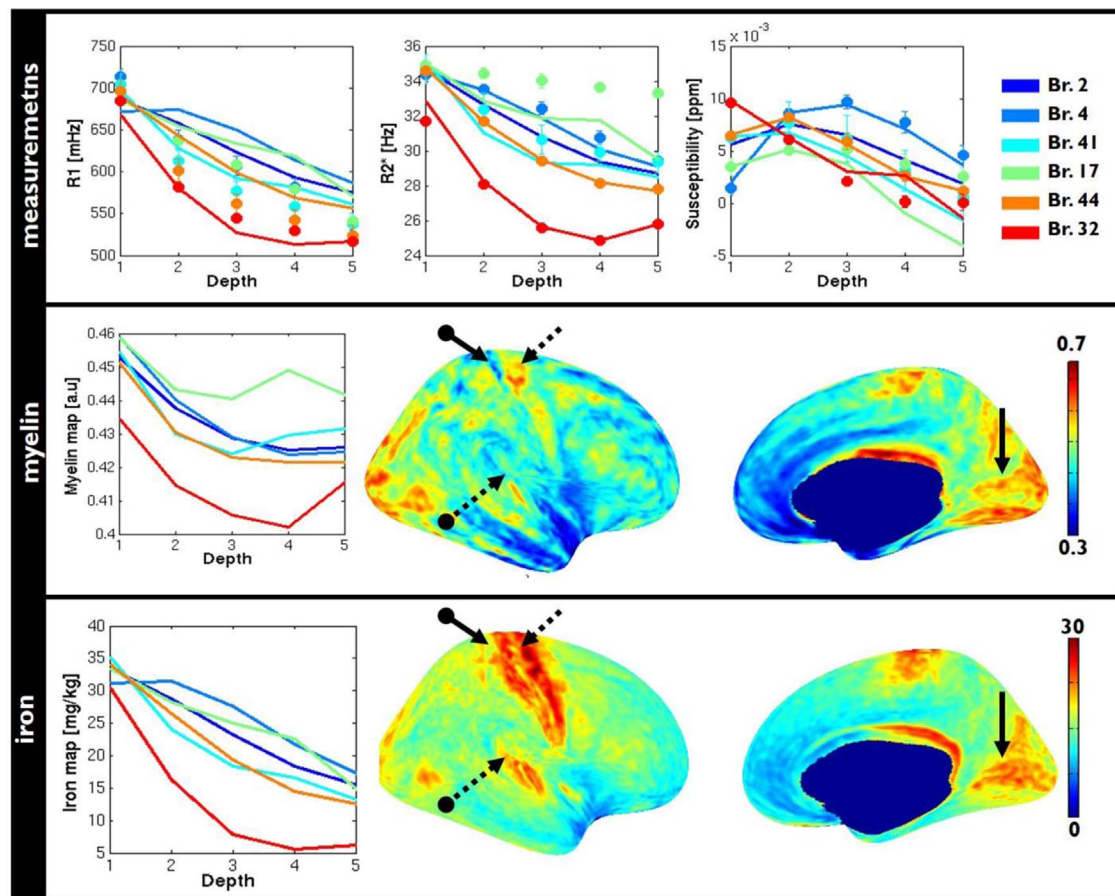 measuremetns
750
700
650
600
550
500
R1 [mHz]
1 2 3 4 5
Depth
36
34
32
30
28
26
24
R2* [Hz]
1 2 3 4 5
Depth
x 10⁻³
15
10
5
0
-5
Susceptibility [ppm]
1 2 3 4 5
Depth
Br. 2
Br. 4
Br. 41
Br. 17
Br. 44
Br. 32
myelin
0.46
0.45
0.44
0.43
0.42
0.41
0.4
Myelin map [a.u]
1 2 3 4 5
Depth
0.7
0.3
iron
40
35
30
25
20
15
10
5
Iron map [mg/kg]
1 2 3 4 5
Depth
30
0